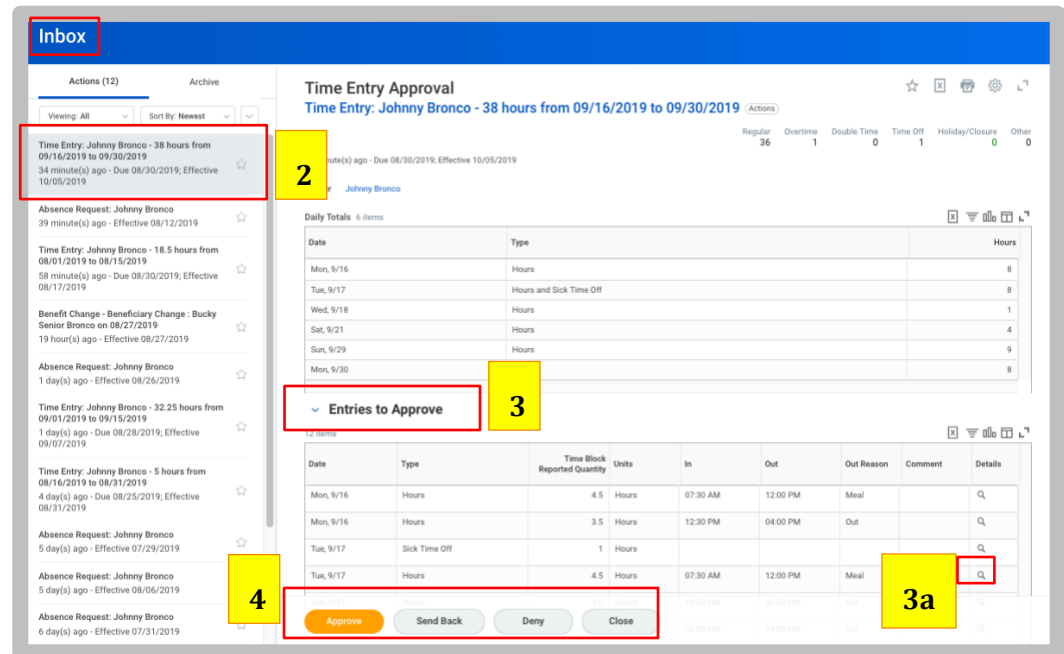 Inbox
Actions (12) Archive
Viewing: All Sort By: Newest
Time Entry: Johnny Bronco - 38 hours from
09/16/2019 to 09/30/2019
34 minute(s) ago - Due 08/30/2019; Effective
10/05/2019
Absence Request: Johnny Bronco
39 minute(s) ago - Effective 08/12/2019
Time Entry: Johnny Bronco - 18.5 hours from
08/01/2019 to 08/15/2019
58 minute(s) ago - Due 08/30/2019; Effective
08/17/2019
Benefit Change - Beneficiary Change : Bucky
Senior Bronco on 08/27/2019
19 hour(s) ago - Effective 08/27/2019
Absence Request: Johnny Bronco
1 day(s) ago - Effective 08/26/2019
Time Entry: Johnny Bronco - 32.25 hours from
09/01/2019 to 09/15/2019
1 day(s) ago - Due 08/28/2019; Effective
09/07/2019
Time Entry: Johnny Bronco - 5 hours from
08/16/2019 to 08/31/2019
4 day(s) ago - Due 08/25/2019; Effective
08/31/2019
Absence Request: Johnny Bronco
5 day(s) ago - Effective 07/29/2019
Absence Request: Johnny Bronco
5 day(s) ago - Effective 08/06/2019
Absence Request: Johnny Bronco
6 day(s) ago - Effective 07/31/2019
2
Time Entry Approval
Time Entry: Johnny Bronco - 38 hours from 09/16/2019 to 09/30/2019 Actions
Regular Overtime Double Time Time Off Holiday/Closure Other
36 1 0 1 0 0
ute(s) ago - Due 08/30/2019; Effective 10/05/2019
Johnny Bronco
Daily Totals 6 items
Date Type Hours
Mon, 9/16 Hours 8
Tue, 9/17 Hours and Sick Time Off 8
Wed, 9/18 Hours 1
Sat, 9/21 Hours 4
Sun, 9/29 Hours 9
Mon, 9/30 8
3
Entries to Approve
12 items
Date Type Time Block Reported Quantity Units In Out Out Reason Comment Details
Mon, 9/16 Hours 4.5 Hours 07:30 AM 12:00 PM Meal
Mon, 9/16 Hours 3.5 Hours 12:30 PM 04:00 PM Out
Tue, 9/17 Sick Time Off 1 Hours
Tue, 9/17 Hours 4.5 Hours 07:30 AM 12:00 PM Meal
3a
4
Approve Send Back Deny Close